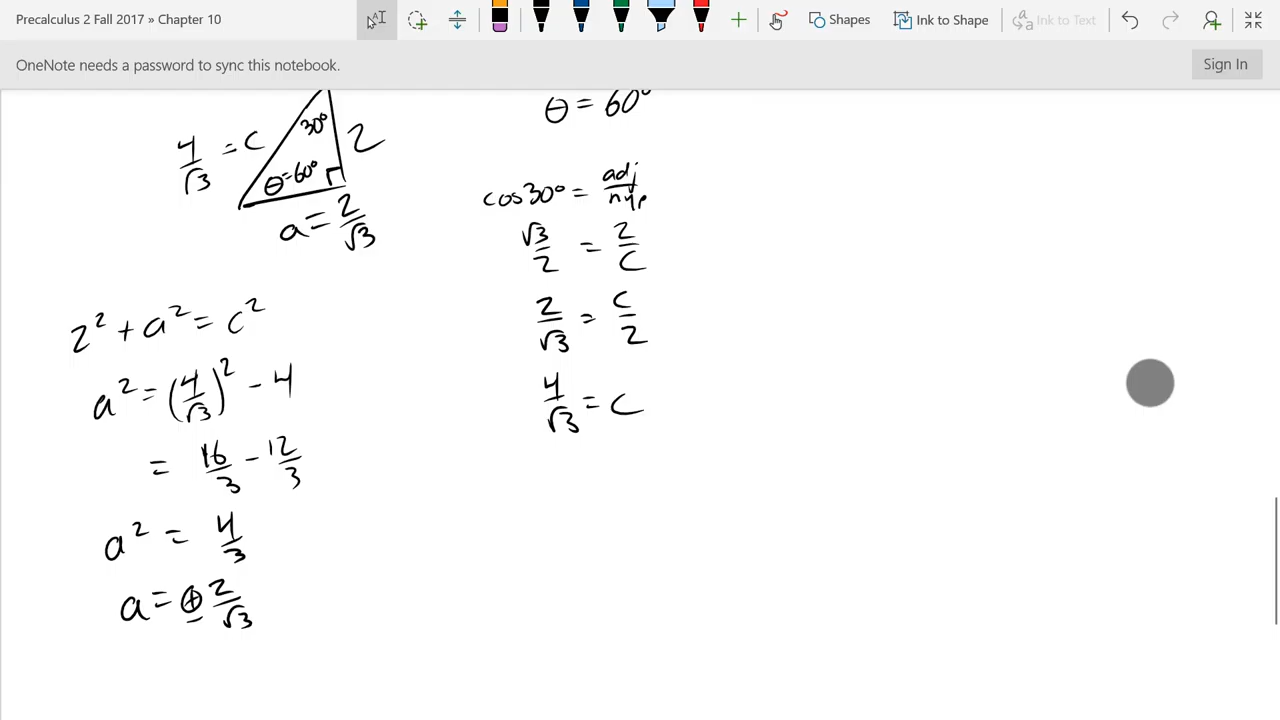 Precalculus 2 Fall 2017 » Chapter 10
Shapes
Ink to Shape
Ink to Text
OneNote needs a password to sync this notebook.
Sign In
4/√3 = c
30°
2
θ=60°
a = 2/√3
2² + a² = c²
a² = (4/√3)² - 4
= 16/3 - 12/3
a² = 4/3
a = ± 2/√3
θ = 60°
cos30° = adj/hyp
√3/2 = 2/c
2/√3 = c/2
4/√3 = c